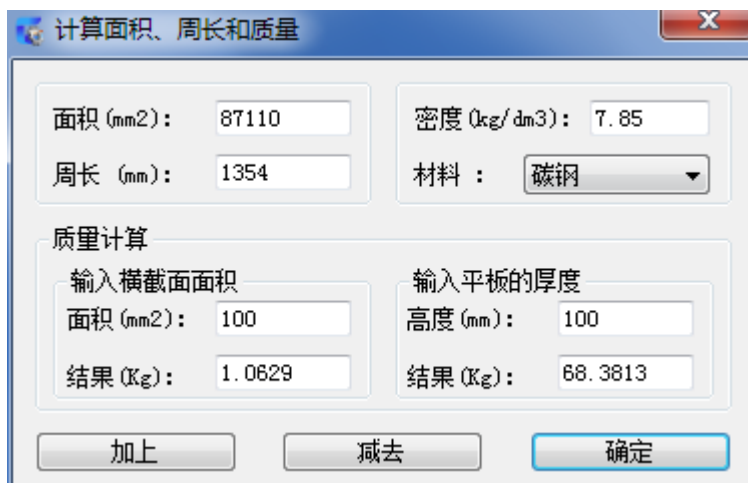 计算面积、周长和质量
面积(mm2): 87110
密度(kg/dm3): 7.85
周长 (mm): 1354
材料 : 碳钢
质量计算
输入横截面面积
输入平板的厚度
面积(mm2): 100
高度(mm): 100
结果(Kg): 1.0629
结果(Kg): 68.3813
加上
减去
确定